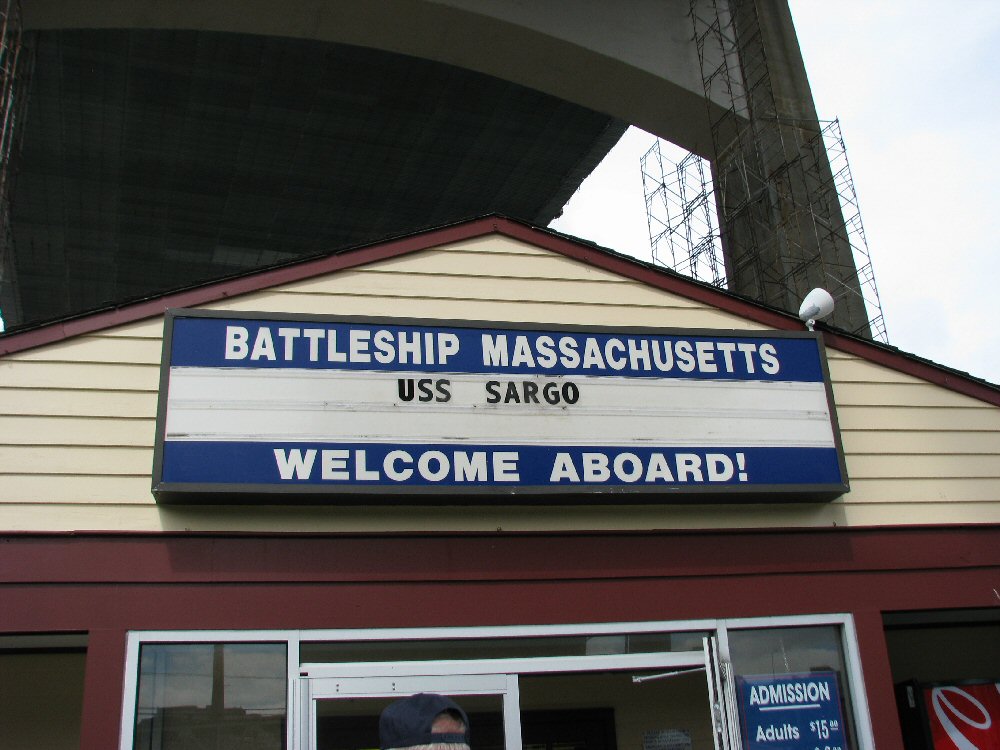 BATTLESHIP MASSACHUSETTS
USS SARGO
WELCOME ABOARD!
ADMISSION
Adults $15